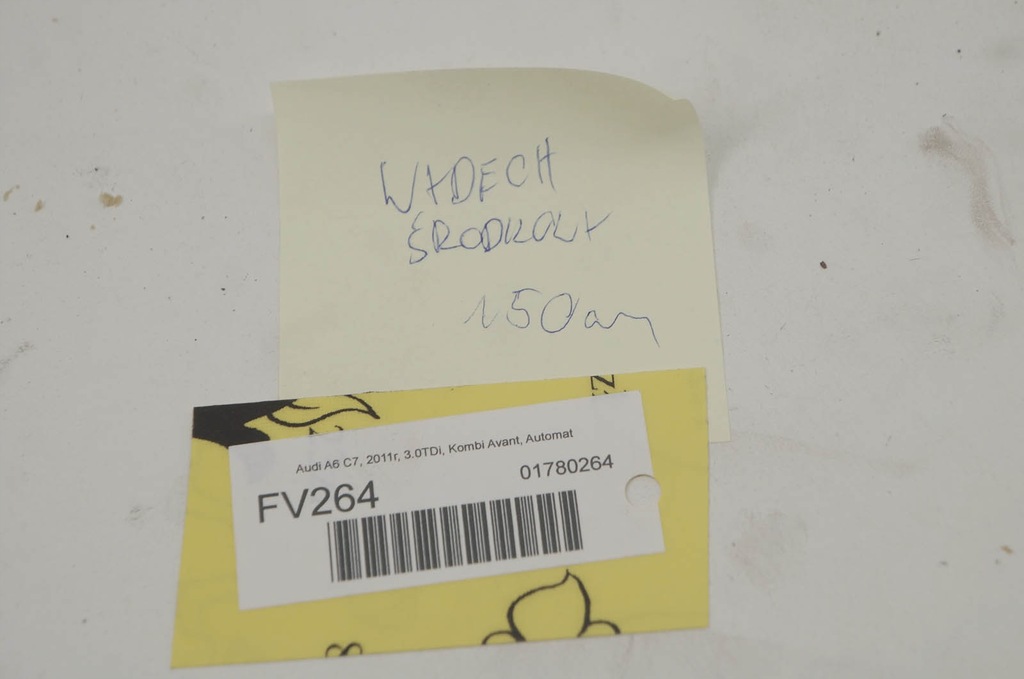 WYDECH
ŚRODKOWY
150cm
Audi A6 C7, 2011r, 3.0TDi, Kombi Avant, Automat
01780264
FV264